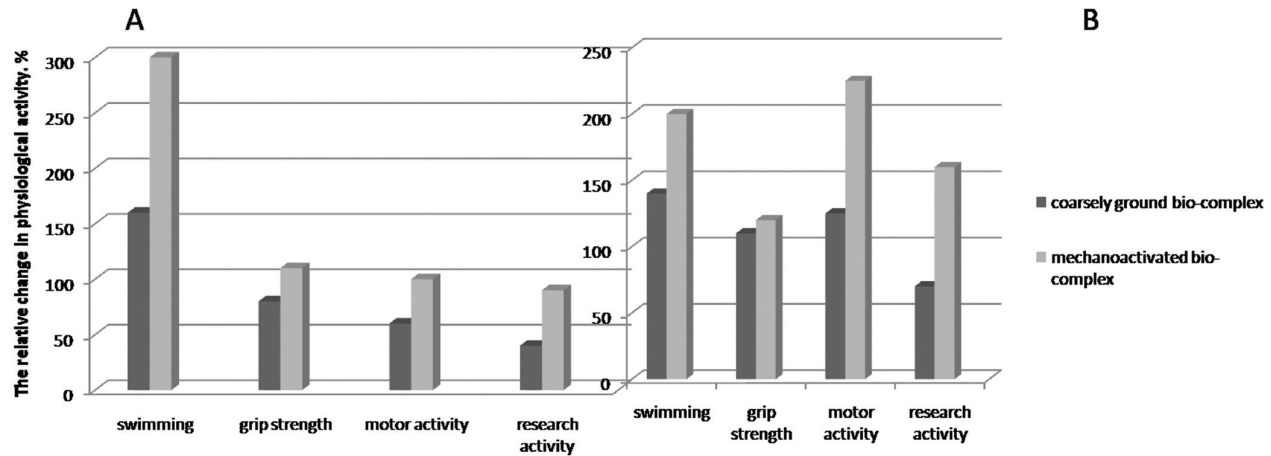 A
B
The relative change in physiological activity, %
300
250
200
150
100
50
0
swimming
grip strength
motor activity
research
activity
250
200
150
100
50
0
swimming
grip
strength
motor
activity
research
activity
coarsely ground bio-complex
mechanoactivated bio-
complex